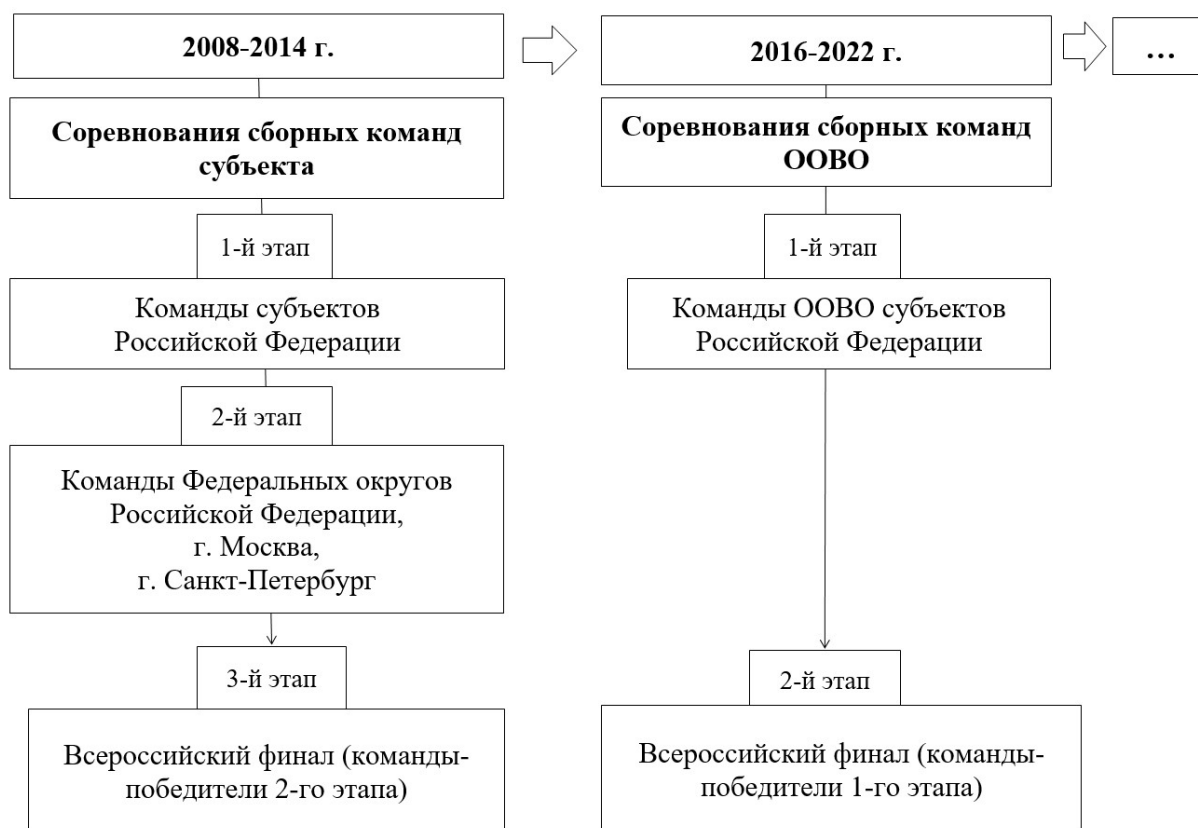 2008-2014 г.
Соревнования сборных команд
субъекта
1-й этап
Команды субъектов
Российской Федерации
2-й этап
Команды Федеральных округов
Российской Федерации,
г. Москва,
г. Санкт-Петербург
3-й этап
Всероссийский финал (команды-
победители 2-го этапа)
2016-2022 г.
Соревнования сборных команд
ООВО
1-й этап
Команды ООВО субъектов
Российской Федерации
2-й этап
Всероссийский финал (команды-
победители 1-го этапа)
...